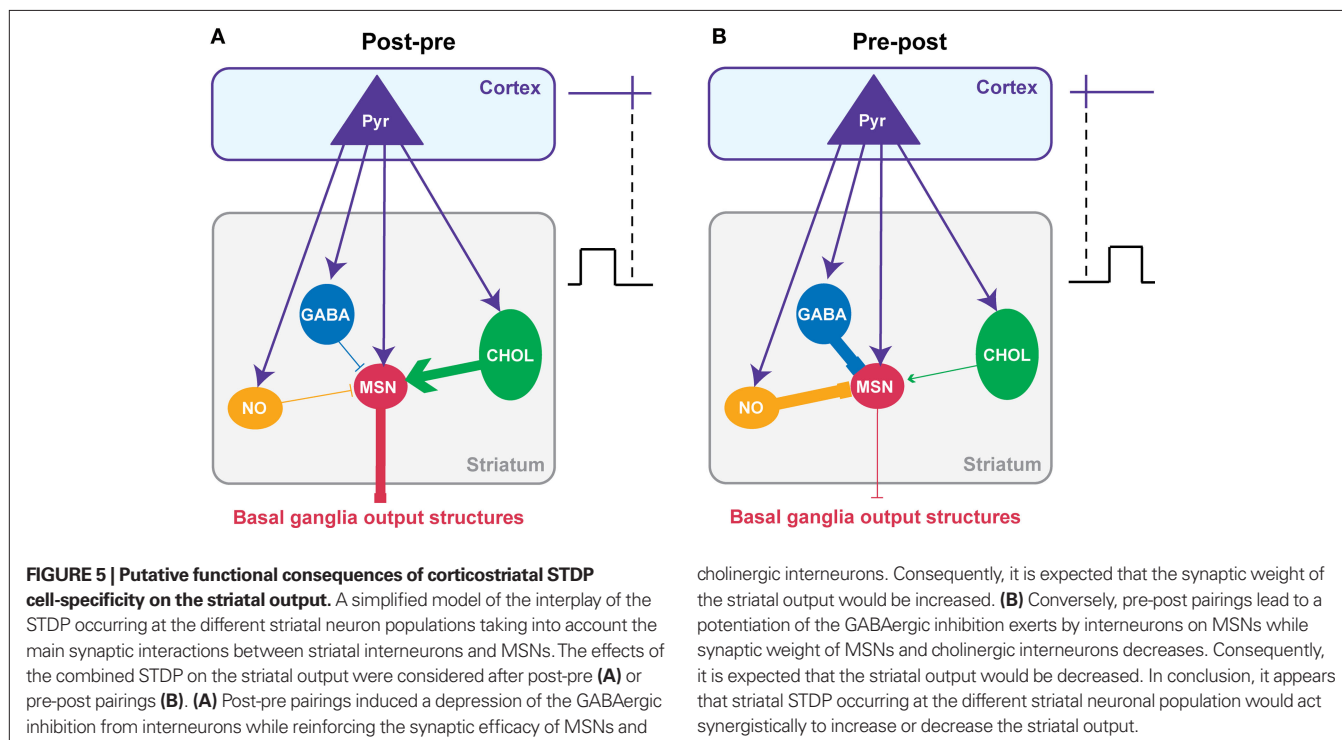 A
Post-pre
Cortex
Pyr
GABA
CHOL
MSN
NO
Striatum
Basal ganglia output structures
B
Pre-post
Cortex
Pyr
GABA
CHOL
MSN
NO
Striatum
Basal ganglia output structures
FIGURE 5 | Putative functional consequences of corticostriatal STDP
cell-specificity on the striatal output. A simplified model of the interplay of the
STDP occurring at the different striatal neuron populations taking into account the
main synaptic interactions between striatal interneurons and MSNs. The effects of
the combined STDP on the striatal output were considered after post-pre (A) or
pre-post pairings (B). (A) Post-pre pairings induced a depression of the GABAergic
inhibition from interneurons while reinforcing the synaptic efficacy of MSNs and
cholinergic interneurons. Consequently, it is expected that the synaptic weight of
the striatal output would be increased. (B) Conversely, pre-post pairings lead to a
potentiation of the GABAergic inhibition exerts by interneurons on MSNs while
synaptic weight of MSNs and cholinergic interneurons decreases. Consequently,
it is expected that the striatal output would be decreased. In conclusion, it appears
that striatal STDP occurring at the different striatal neuronal population would act
synergistically to increase or decrease the striatal output.